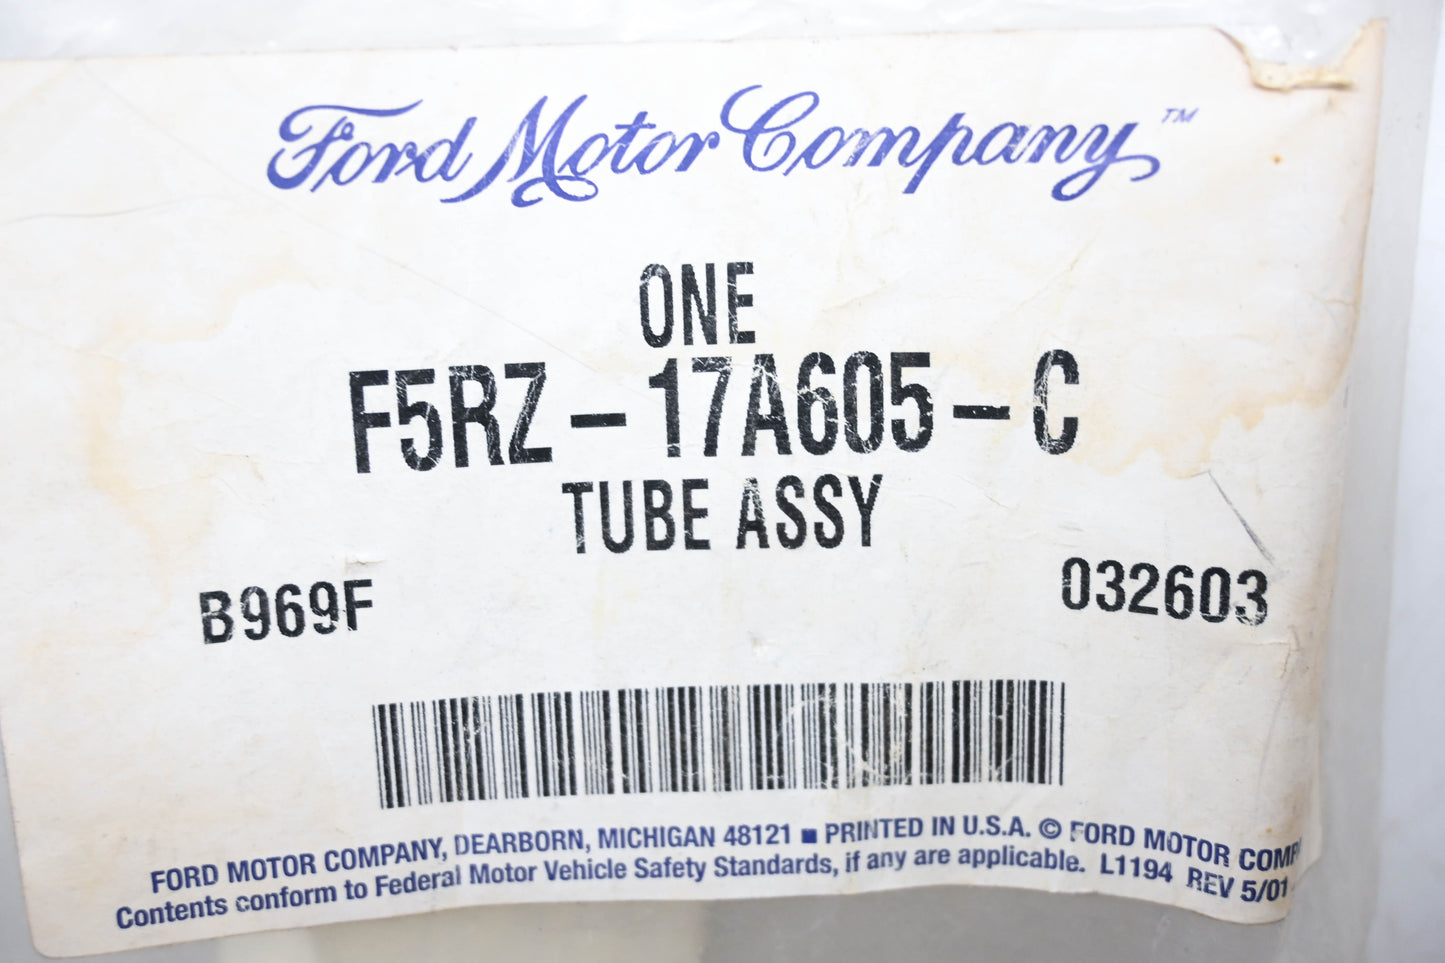 Ford Motor Company™
ONE
F5RZ-17A605-C
TUBE ASSY
B969F 032603
FORD MOTOR COMPANY, DEARBORN, MICHIGAN 48121 ■ PRINTED IN U.S.A. © FORD MOTOR COMP
Contents conform to Federal Motor Vehicle Safety Standards, if any are applicable. L1194 REV 5/01